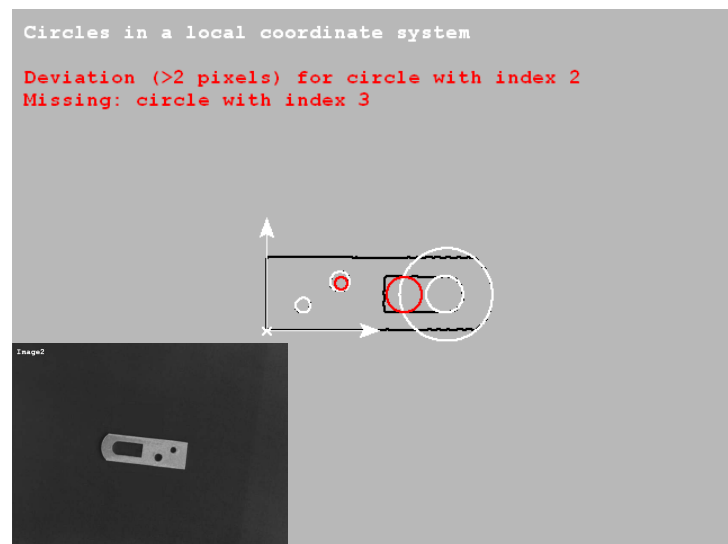 Circles in a local coordinate system
Deviation (>2 pixels) for circle with index 2
Missing: circle with index 3
Image2